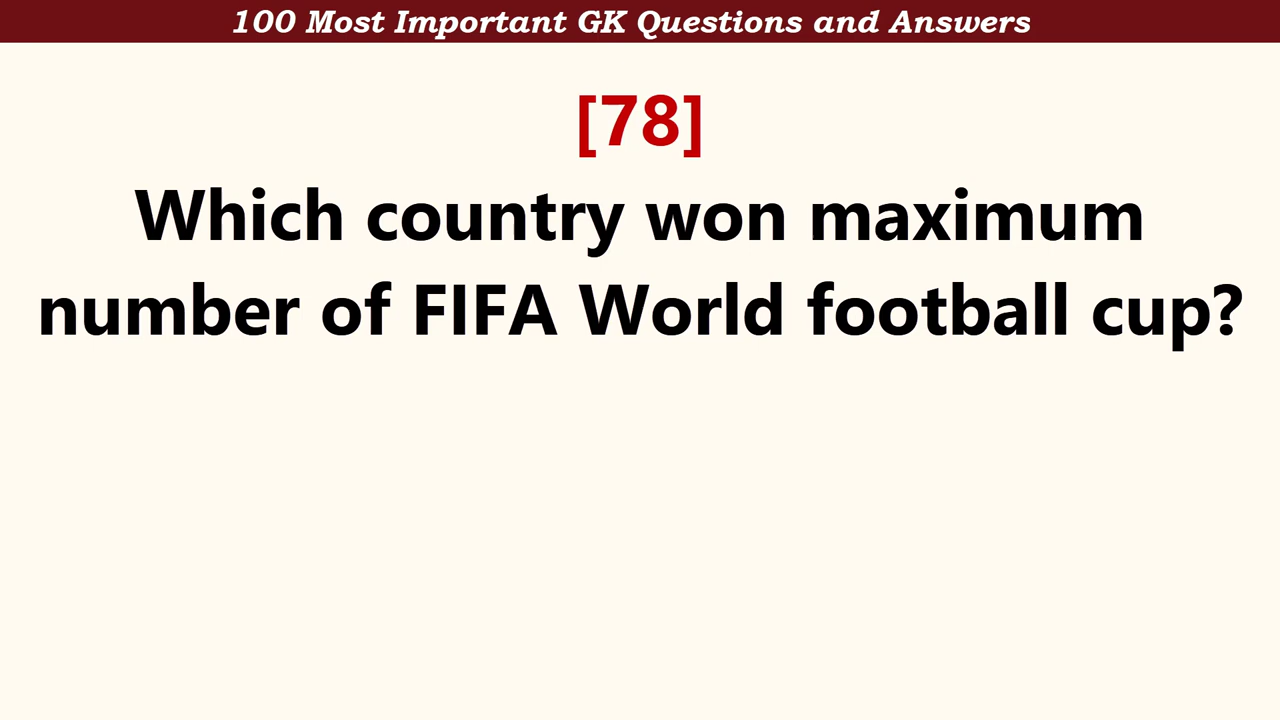 100 Most Important GK Questions and Answers
[78]
Which country won maximum
number of FIFA World football cup?